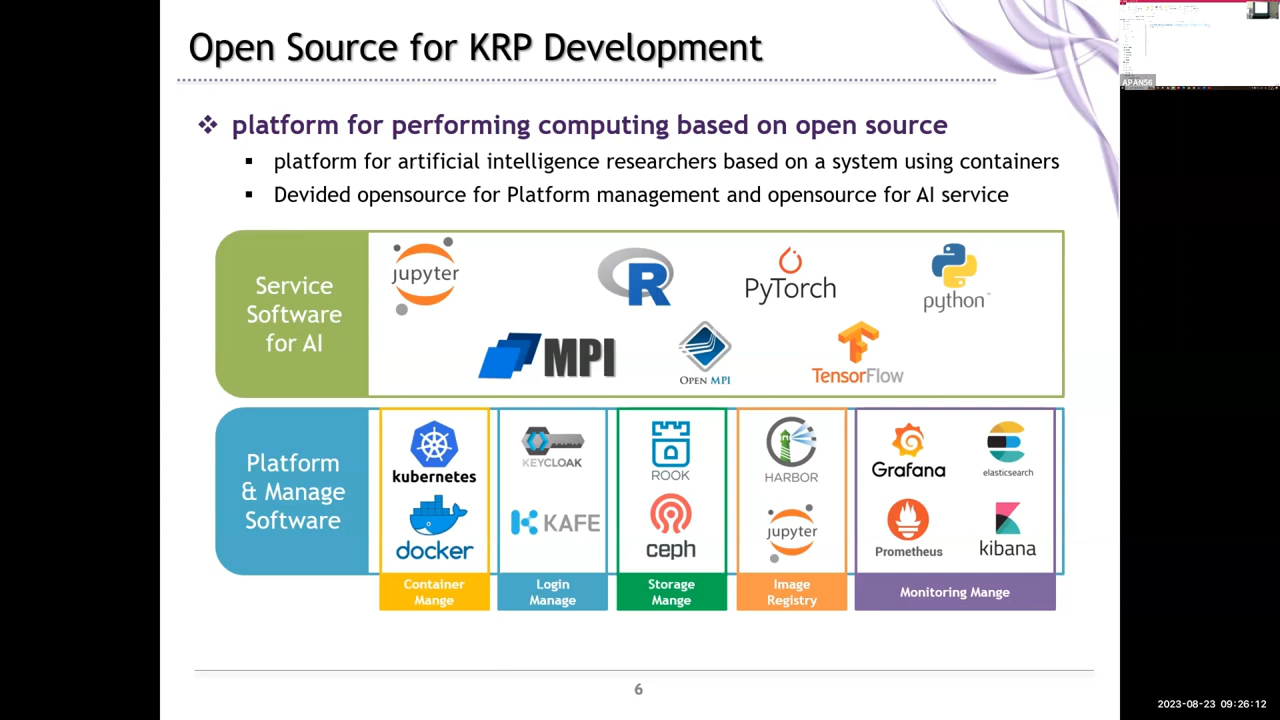 Open Source for KRP Development
platform for performing computing based on open source
platform for artificial intelligence researchers based on a system using containers
Devided opensource for Platform management and opensource for AI service
Service
Software
for AI
jupyter
R
PyTorch
python™
MPI
OPEN MPI
TensorFlow
Platform
& Manage
Software
kubernetes
docker
Container
Mange
KEYCLOAK
KAFE
Login
Manage
ROOK
ceph
Storage
Mange
HARBOR
jupyter
Image
Registry
Grafana
elasticsearch
Prometheus
kibana
Monitoring Mange
6
APAN56
2023-08-23 09:26:12